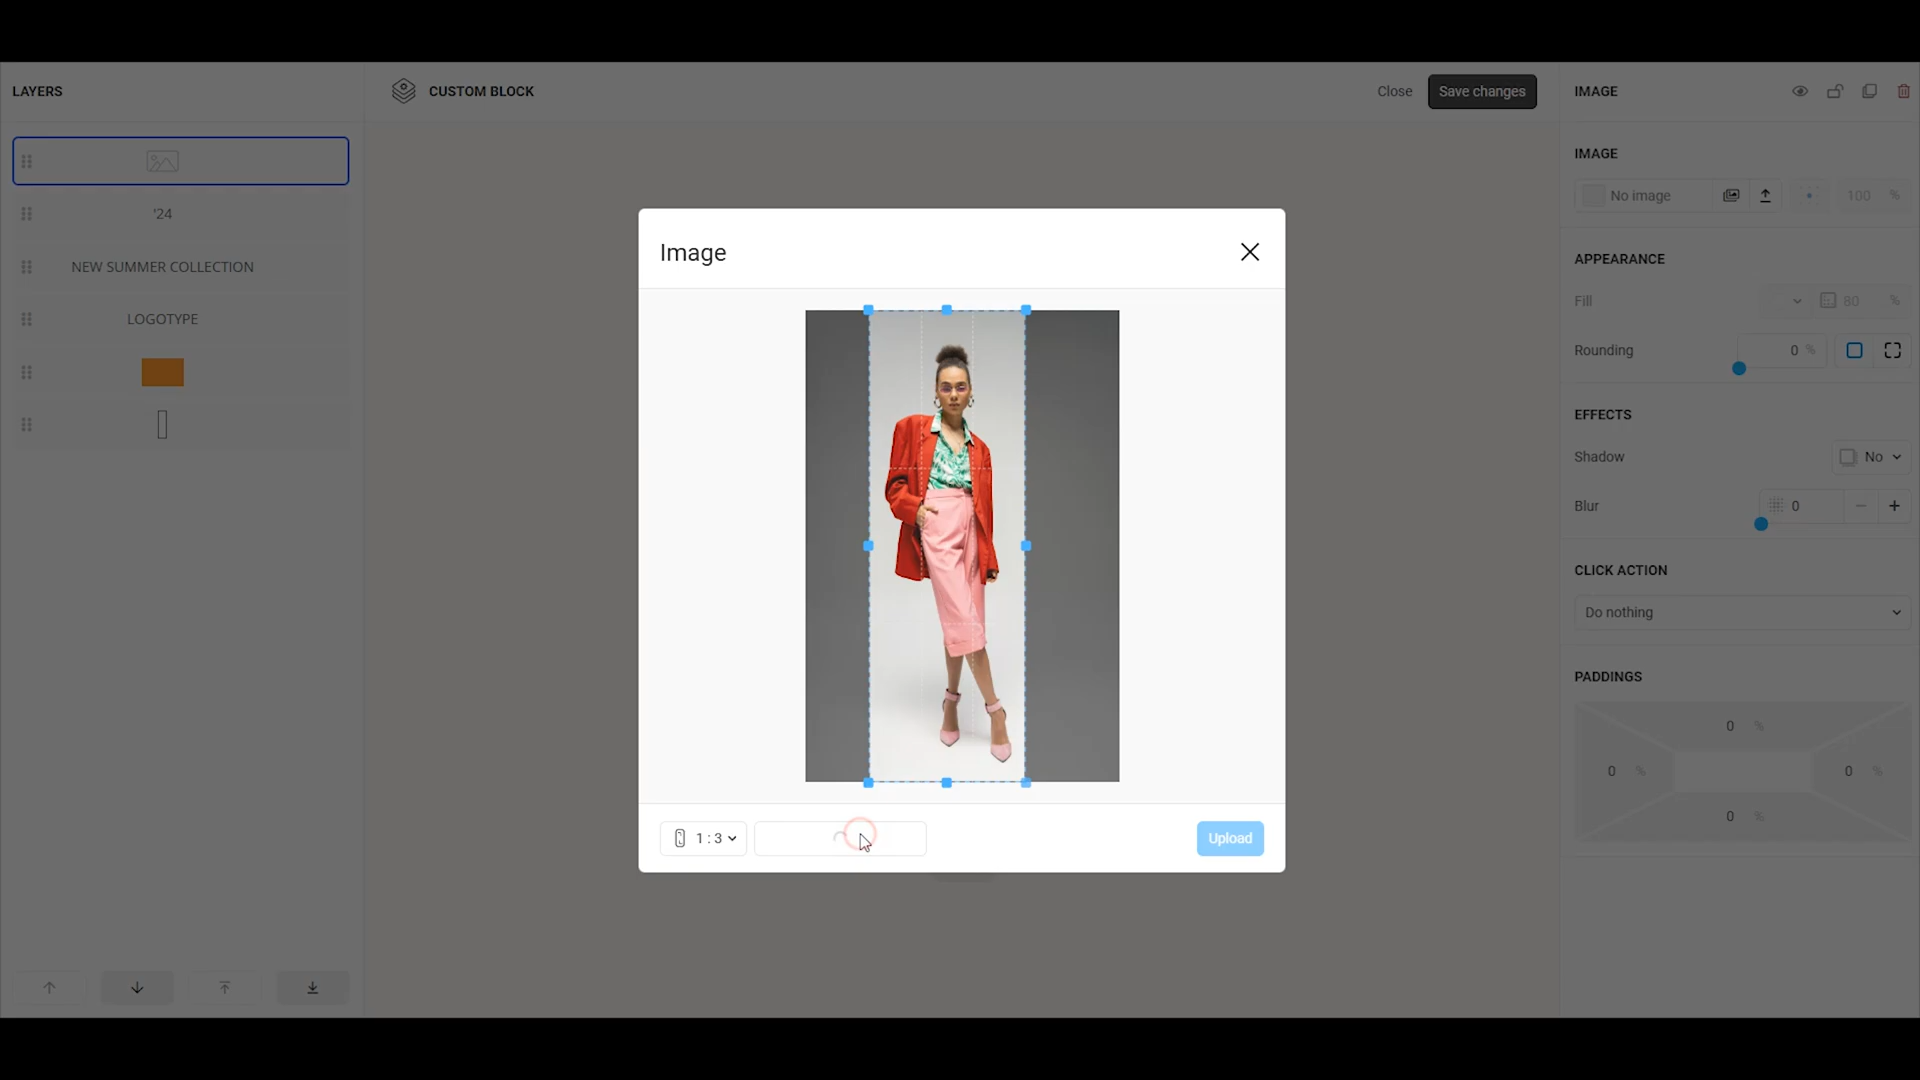 LAYERS
CUSTOM BLOCK
Close
Save changes
IMAGE
'24
NEW SUMMER COLLECTION
LOGOTYPE
Image
1 : 3
Upload
IMAGE
No image
100 %
APPEARANCE
Fill
80 %
Rounding
0 %
EFFECTS
Shadow
No
Blur
0
CLICK ACTION
Do nothing
PADDINGS
0 %
0 %
0 %
0 %